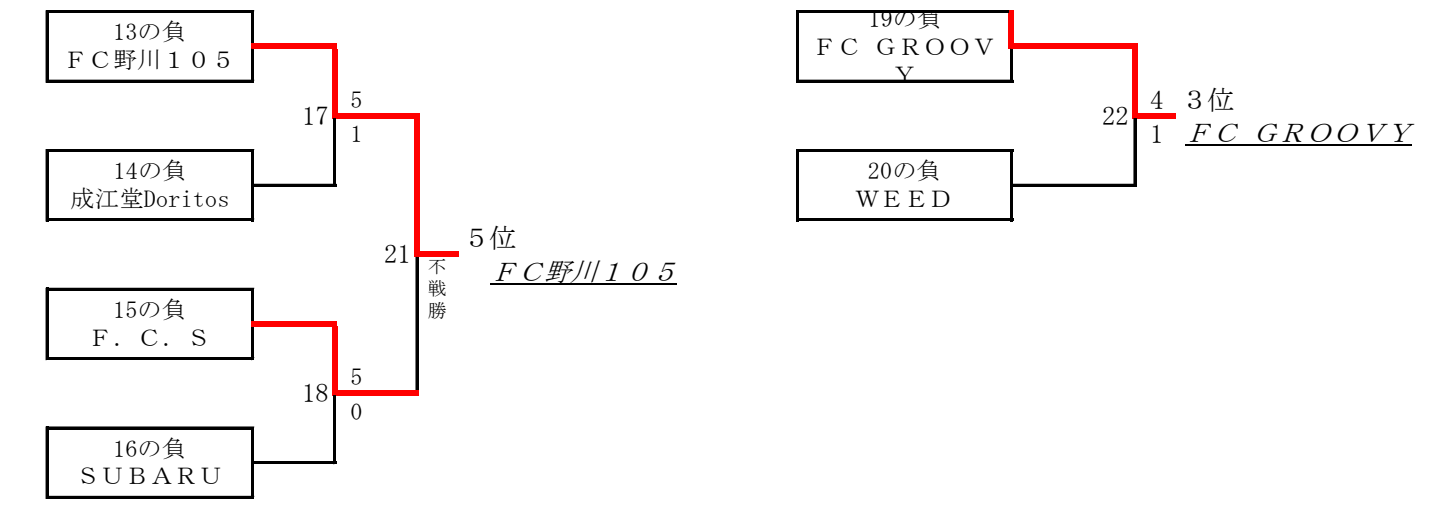 13の負
ＦＣ野川１０５
17
5
1
14の負
成江堂Doritos
21
不戦勝
５位
ＦＣ野川１０５
15の負
Ｆ．Ｃ．Ｓ
18
5
0
16の負
ＳＵＢＡＲＵ
19の負
ＦＣ ＧＲＯＯＶ
Ｙ
22
4
1
３位
ＦＣ ＧＲＯＯＶＹ
20の負
ＷＥＥＤ